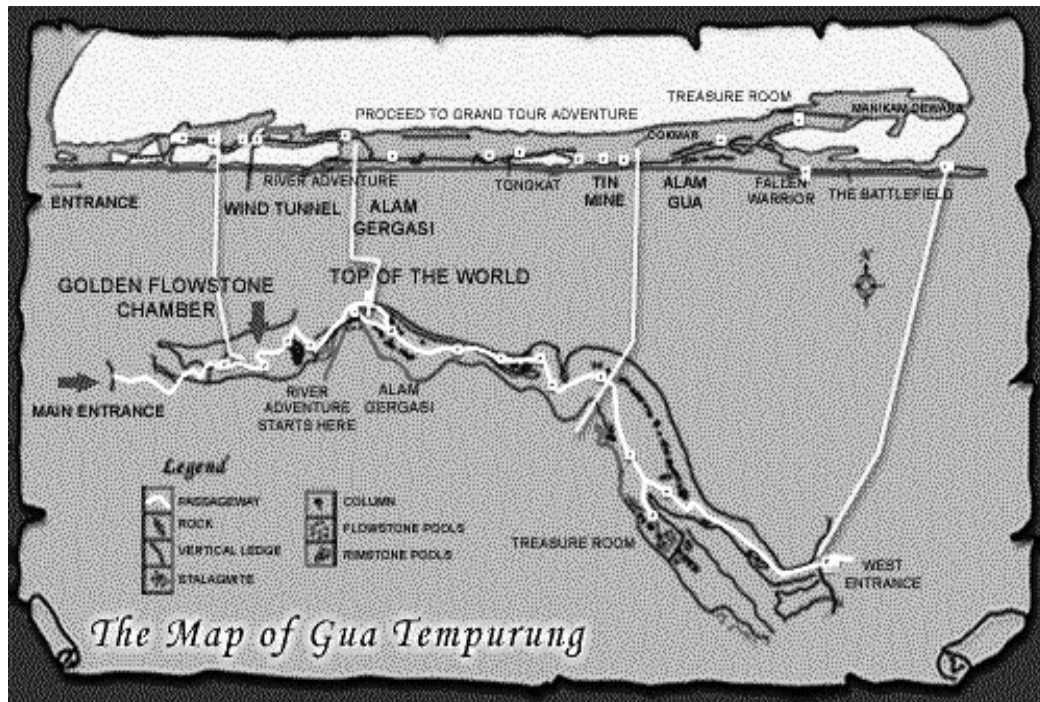 TREASURE ROOM
PROCEED TO GRAND TOUR ADVENTURE
MANIKAM DEWARA
COKMAR
RIVER ADVENTURE
TONGKAT
TIN
MINE
ALAM
GUA
FALLEN
WARRIOR
THE BATTLEFIELD
ENTRANCE
WIND TUNNEL
ALAM
GERGASI
N
GOLDEN FLOWSTONE
CHAMBER
TOP OF THE WORLD
MAIN ENTRANCE
RIVER
ADVENTURE
STARTS HERE
ALAM
GERGASI
Legend
PASSAGEWAY
ROCK
VERTICAL LEDGE
STALAGMITE
COLUMN
FLOWSTONE POOLS
RIMSTONE POOLS
TREASURE ROOM
WEST
ENTRANCE
The Map of Gua Tempurung